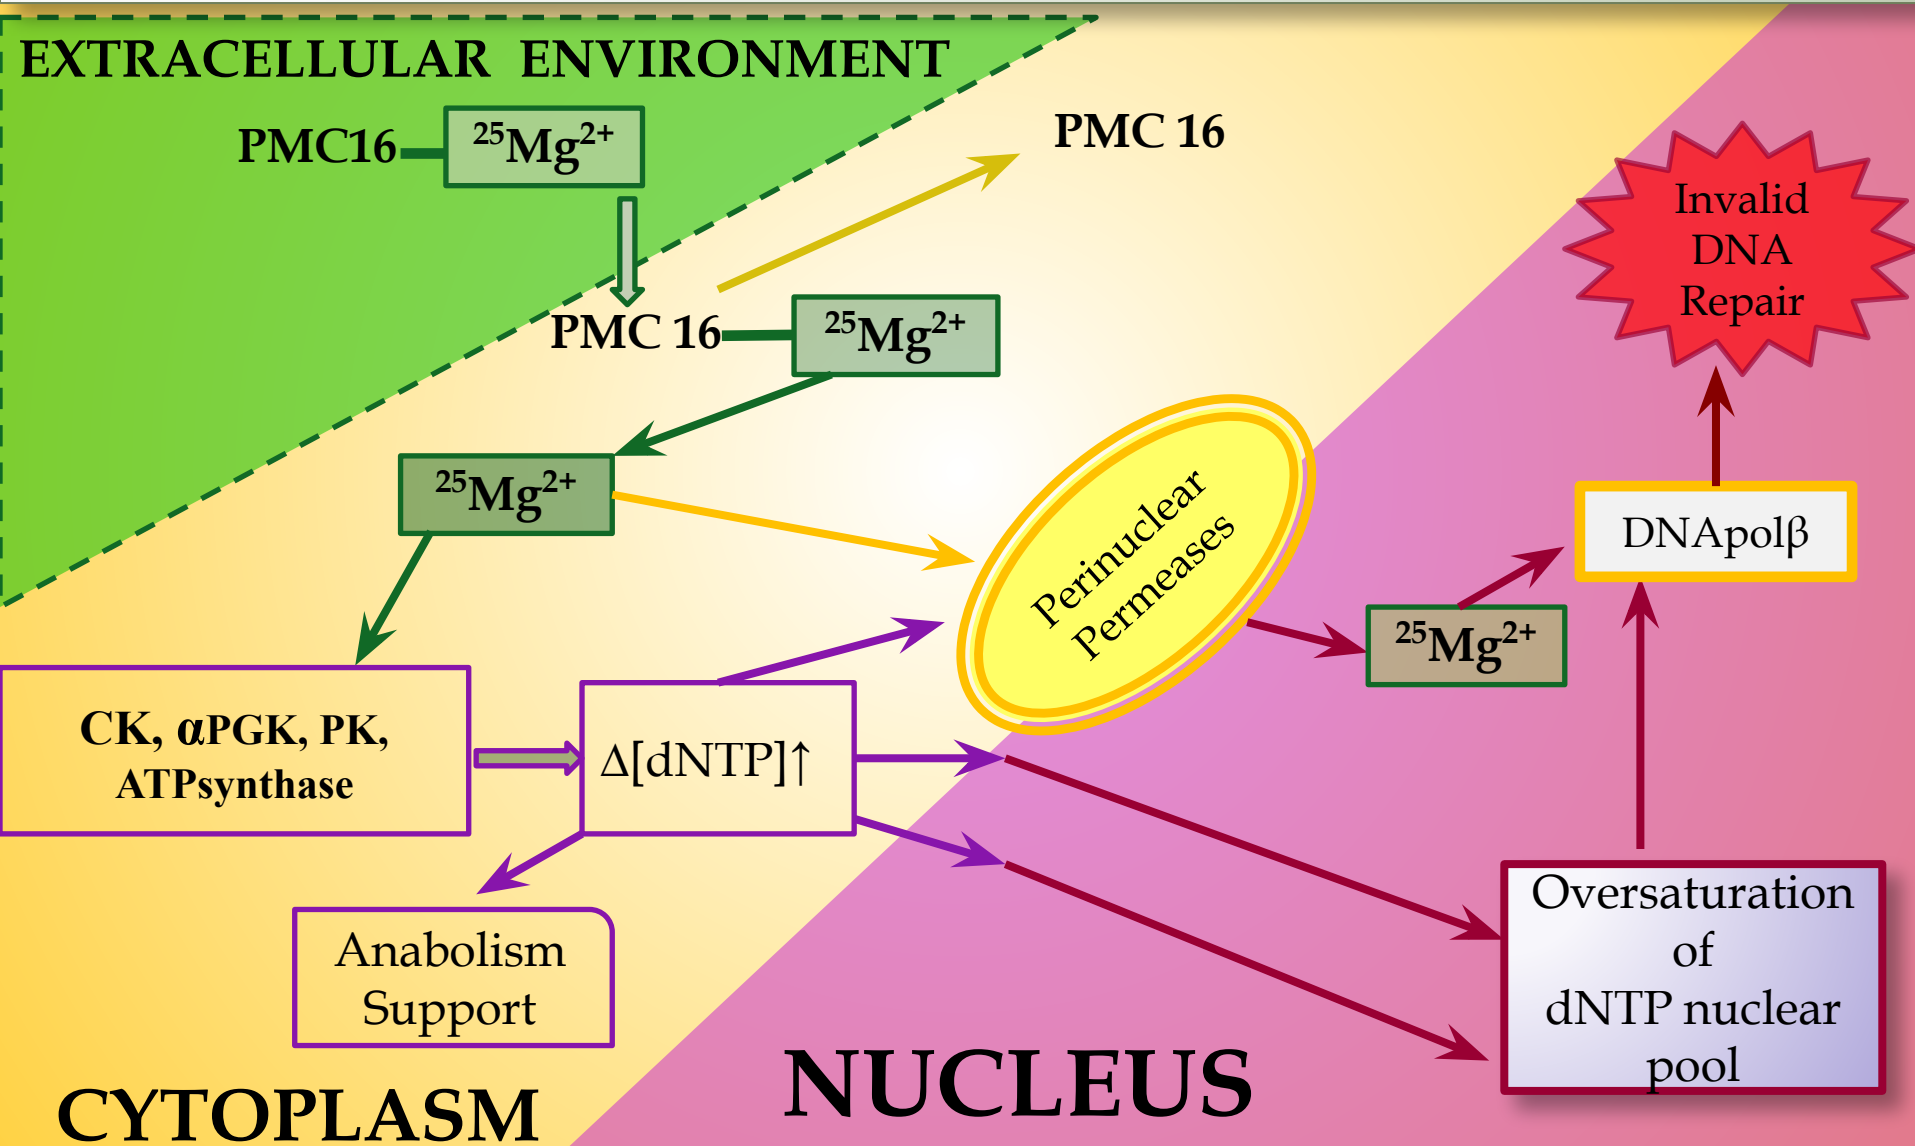 EXTRACELLULAR ENVIRONMENT
PMC16
²⁵Mg²⁺
PMC 16
PMC 16
²⁵Mg²⁺
²⁵Mg²⁺
Perinuclear
Permeases
Invalid
DNA
Repair
DNApolβ
²⁵Mg²⁺
CK, αPGK, PK,
ATPsynthase
Δ[dNTP]↑
Anabolism
Support
Oversaturation
of
dNTP nuclear
pool
CYTOPLASM
NUCLEUS